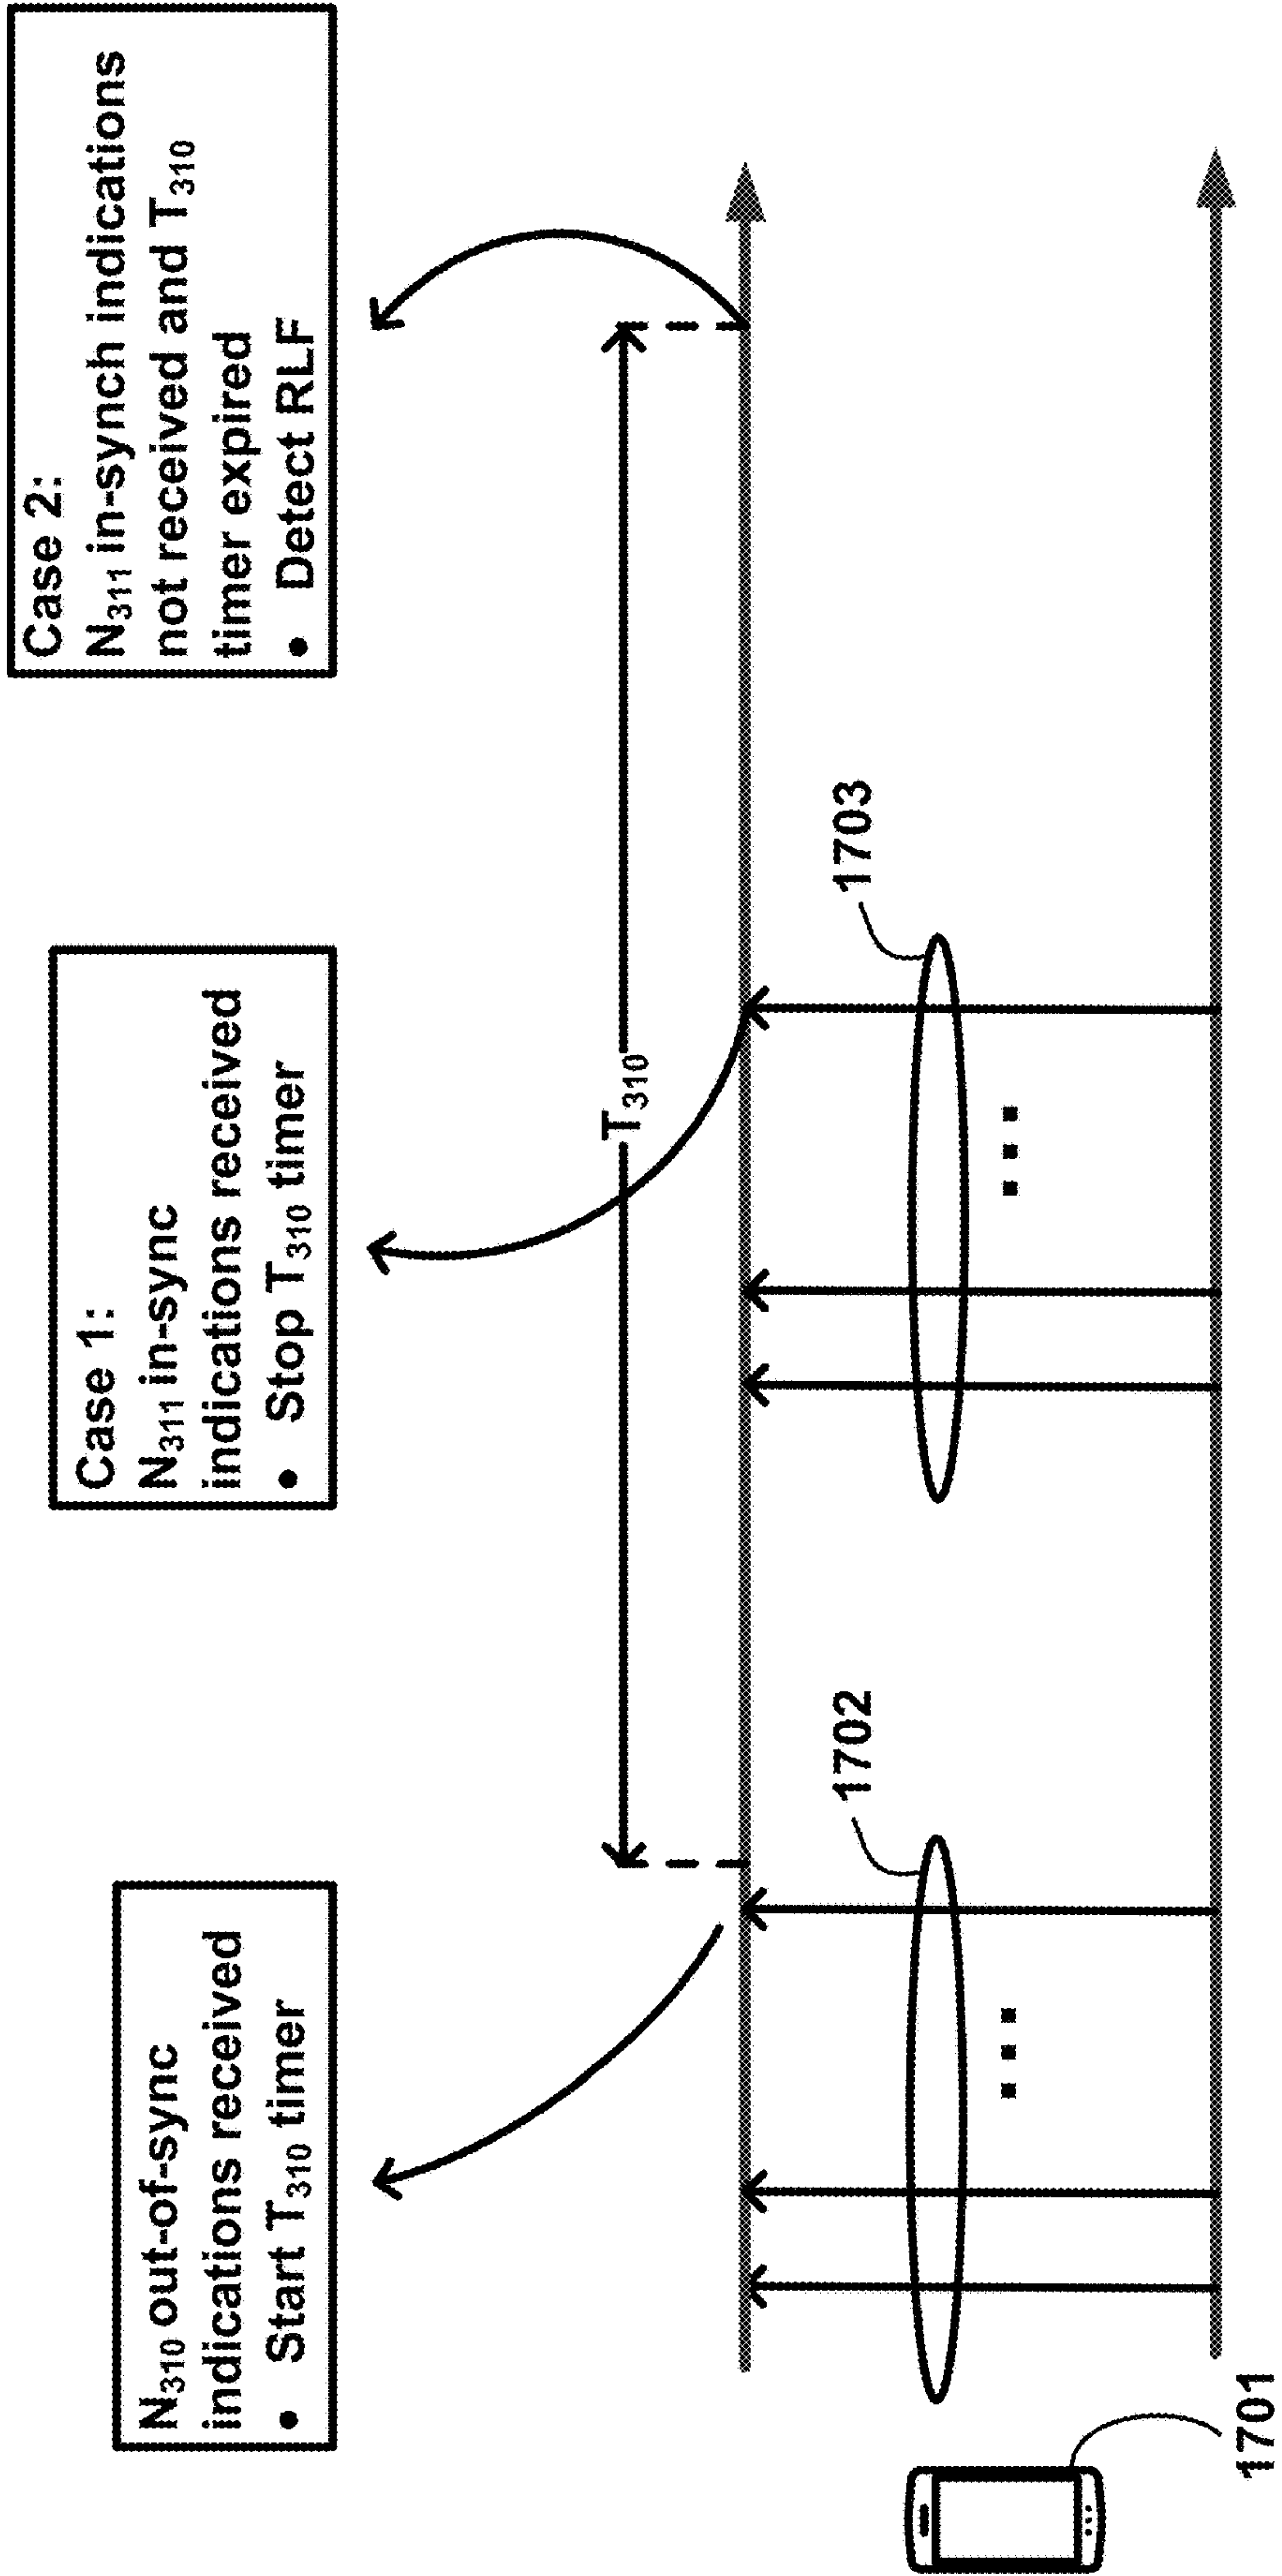 N310 out-of-sync
indications received
• Start T310 timer
Case 1:
N311 in-sync
indications received
• Stop T310 timer
Case 2:
N311 in-synch indications
not received and T310
timer expired
• Detect RLF
T310
1702
1703
1701